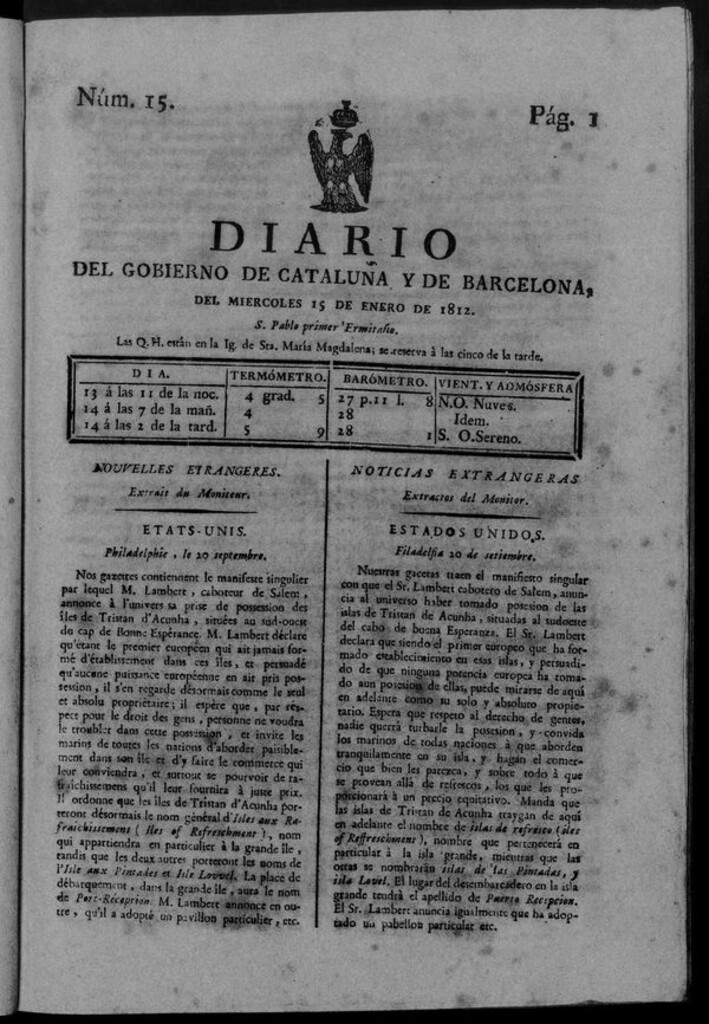 Núm. 15.
Pág. 1
DIARIO
DEL GOBIERNO DE CATALUÑA Y DE BARCELONA,
DEL MIERCOLES 15 DE ENERO DE 1812.
S. Pablo primer Ermitaño.
Las Q. H. están en la Ig. de Sta. María Magdalena; se reserva á las cinco de la tarde.
DIA. TERMÓMETRO. BARÓMETRO. VIENT. Y ADMÓSFERA
13 á las 11 de la noc. 4 grad. 5 27 p. 11 l. 8 N.O. Nuves.
14 á las 7 de la mañ. 4 28 Idem.
14 á las 2 de la tard. 5 9 28 1 S. O. Sereno.
NOUVELLES ETRANGERES.
Extrait du Moniteur.
ETATS-UNIS.
Philadelphie, le 20 septembre.
Nos gazettes contiennent le manifeste singulier
par lequel M. Lambert, caboteur de Salem,
annonce à l'univers sa prise de possession des
îles de Tristan d'Acunha, situées au sud-ouest
du cap de Bonne Espérance. M. Lambert déclare
qu'étant le premier européen qui ait jamais for-
mé d'établissement dans ces îles, et persuadé
qu'aucune puissance européenne en ait pris pos-
session, il s'en regarde désormais comme le seul
et absolu propriétaire; il espère que, par res-
pect pour le droit des gens, personne ne voudra
le troubler dans cette possession, et invite les
marins de toutes les nations d'aborder paisible-
ment dans son île et d'y faire le commerce qui
leur conviendra, et surtout se pourvoir de ra-
fraichissemens qu'il leur fournira à juste prix.
Il ordonne que les îles de Tristan d'Acunha por-
teront désormais le nom général d'Isles aux Ra-
fraichissement (Iles of Refreschment), nom
qui appartiendra en particulier à la grande île,
tandis que les deux autres porteront les noms de
l'Isle aux Pintades et Isle Lovvel. La place de
débarquement, dans la grande île, aura le nom
de Port-Réception. M. Lambert annonce en ou-
tre, qu'il a adopté un pavillon particulier, etc.
NOTICIAS EXTRANGERAS
Extractos del Monitor.
ESTADOS UNIDOS.
Filadelfia 20 de setiembre.
Nuestras gacetas traen el manifiesto singular
con que el Sr. Lambert cabotero de Salem, anun-
cia al universo haber tomado posesion de las
islas de Tristan de Acunha, situadas al sudoeste
del cabo de buena Esperanza. El Sr. Lambert
declara que siendo el primer europeo que ha for-
mado establecimiento en esas islas, y persuadi-
do de que ninguna potencia europea ha toma-
do aun posesion de ellas, puede mirarse de aqui
en adelante como su solo y absoluto propie-
tario. Espera que respeto al derecho de gentes,
nadie querrá turbarle la posesion, y convida
los marinos de todas naciones á que aborden
tranquilamente en su isla, y hagan el comer-
cio que bien les parezca, y sobre todo á que
se provean allá de refrescos, los que les pro-
porcionará á un precio equitativo. Manda que
las islas de Tristan de Acunha traygan de aqui
en adelante el nombre de islas de refresco (iles
of Reffreschment), nombre que pertenecerá en
particular á la isla grande, mientras que las
otras se nombrarán islas de las Pintadas, y
isla Lovel. El lugar del desembarcadero en la isla
grande tendrá el apellido de Puerto Recepcion.
El Sr. Lambert anuncia igualmente que ha adop-
tado un pabellon particular etc.